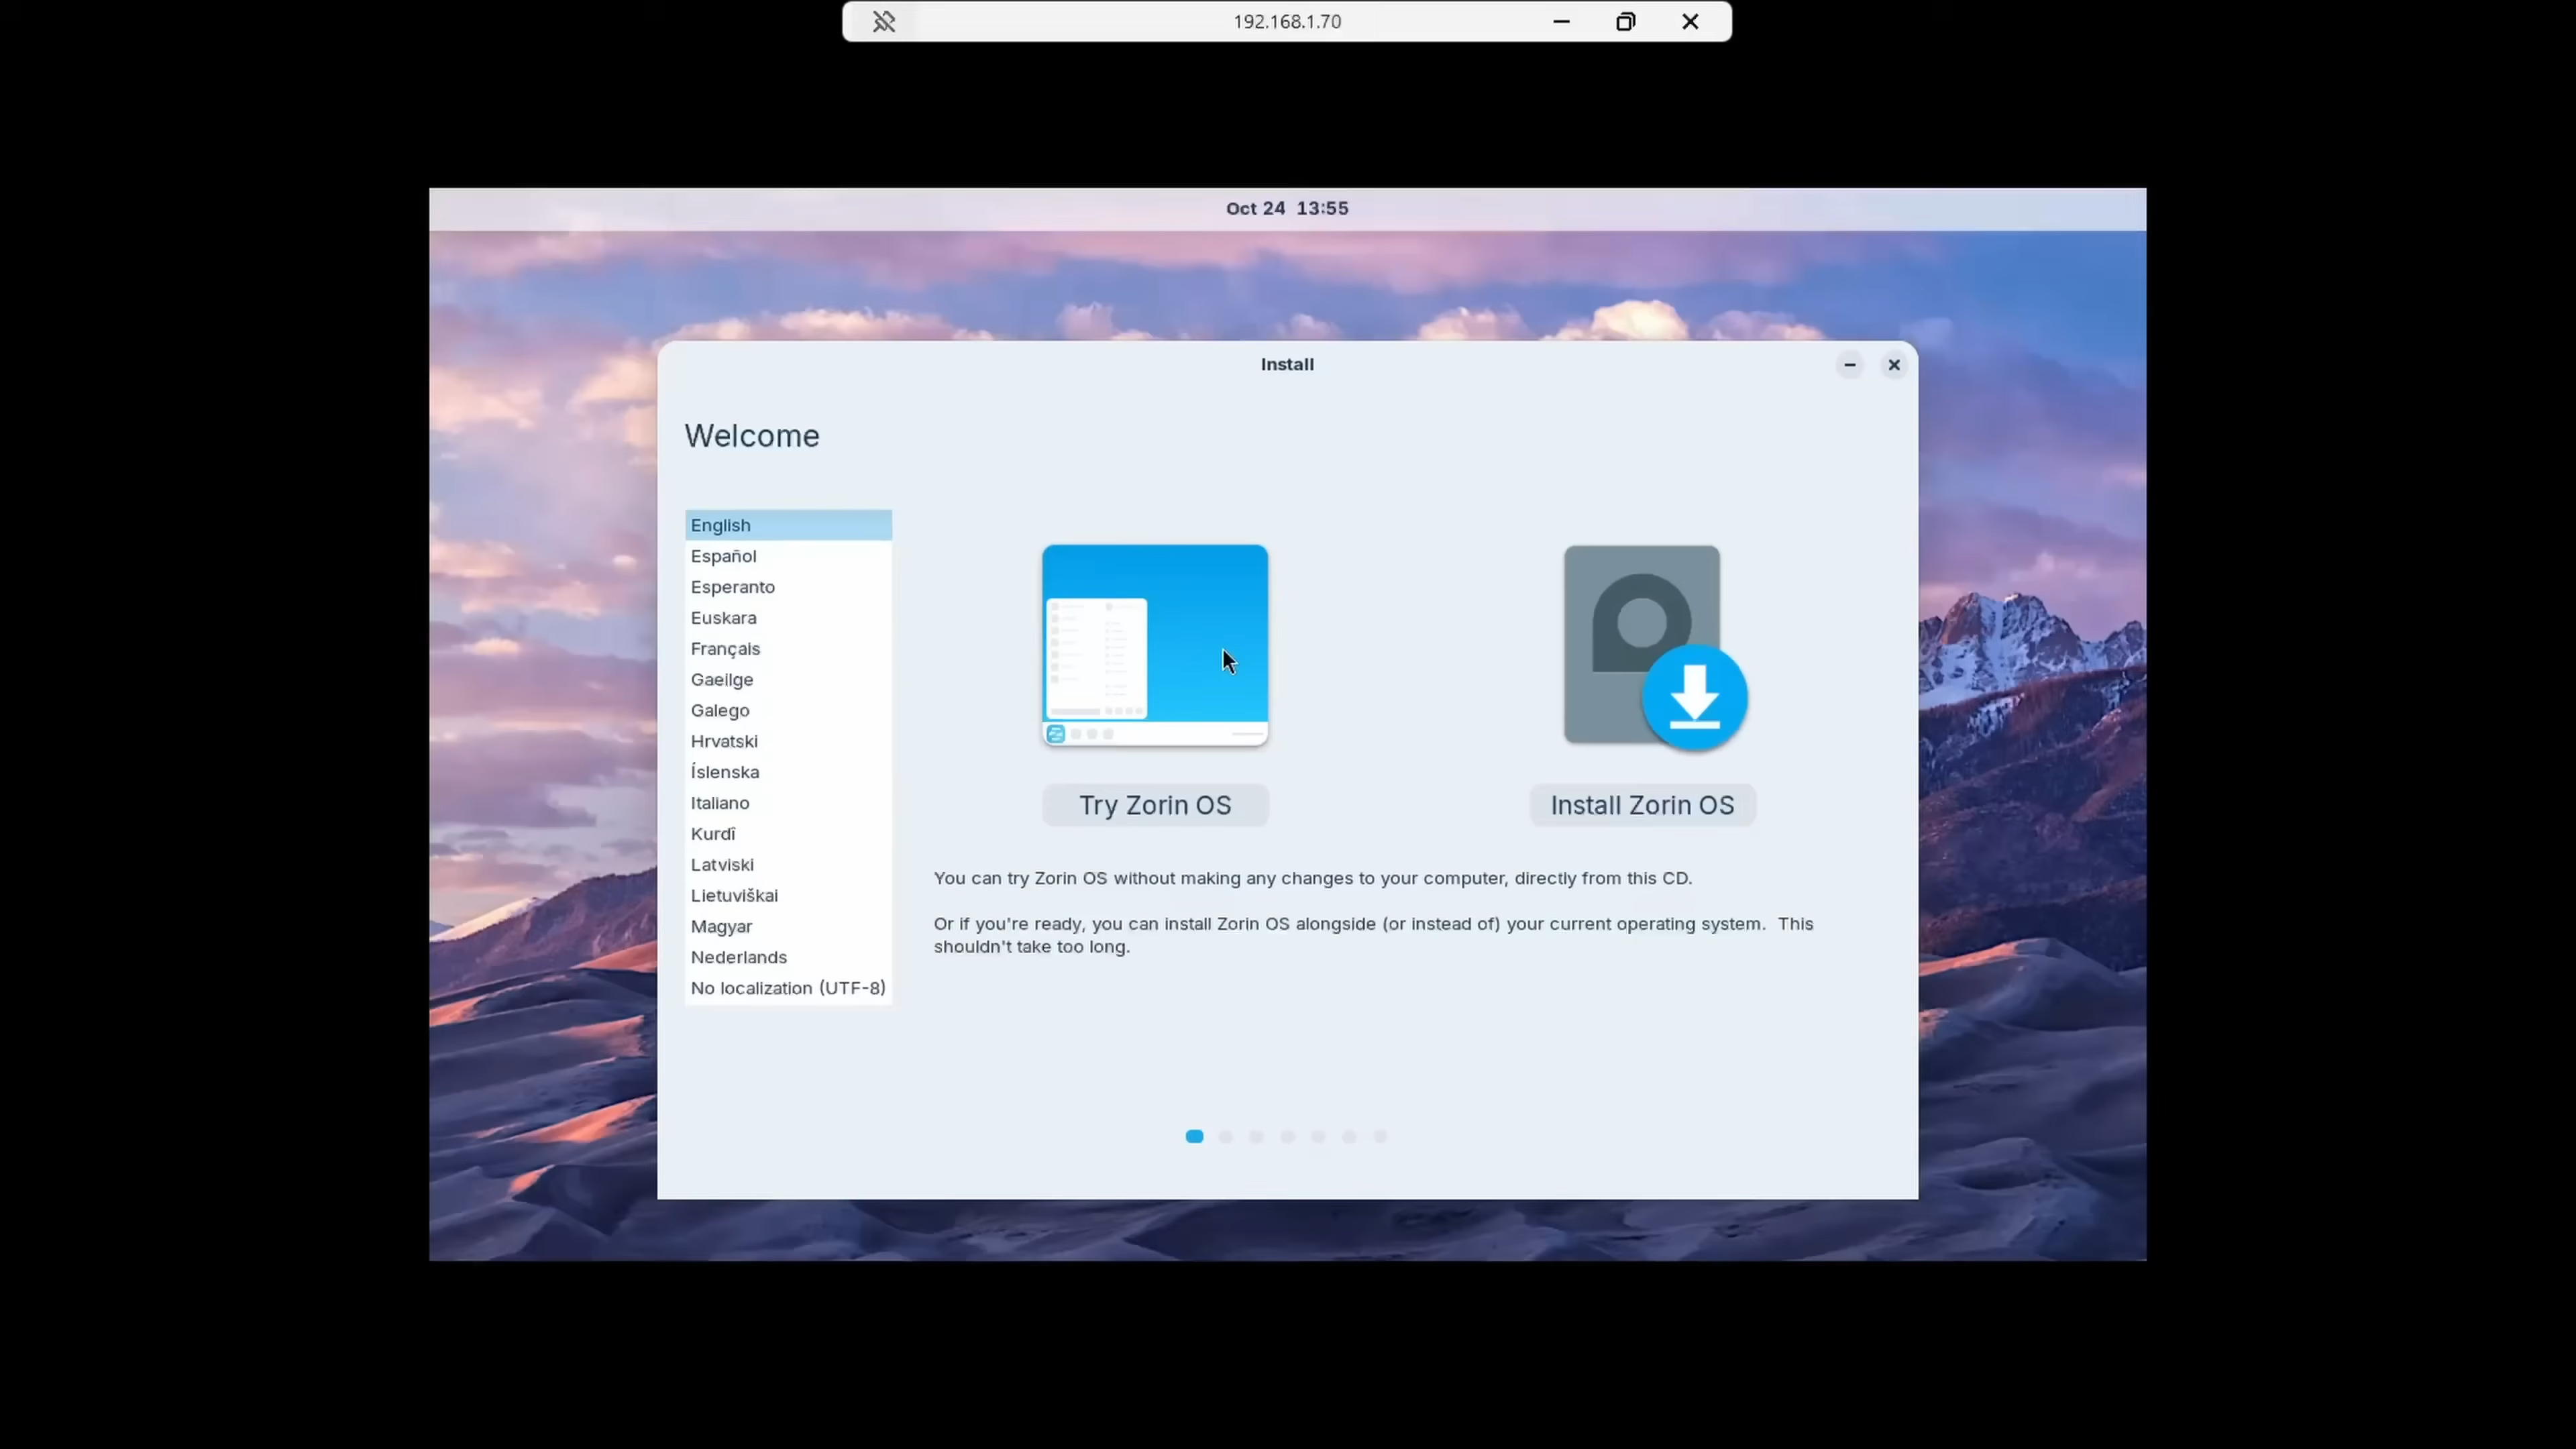 192.168.1.70
Oct 24 13:55
Install
Welcome
English
Español
Esperanto
Euskara
Français
Gaeilge
Galego
Hrvatski
Íslenska
Italiano
Kurdî
Latviski
Lietuviškai
Magyar
Nederlands
No localization (UTF-8)
Try Zorin OS
Install Zorin OS
You can try Zorin OS without making any changes to your computer, directly from this CD.
Or if you're ready, you can install Zorin OS alongside (or instead of) your current operating system. This
shouldn't take too long.